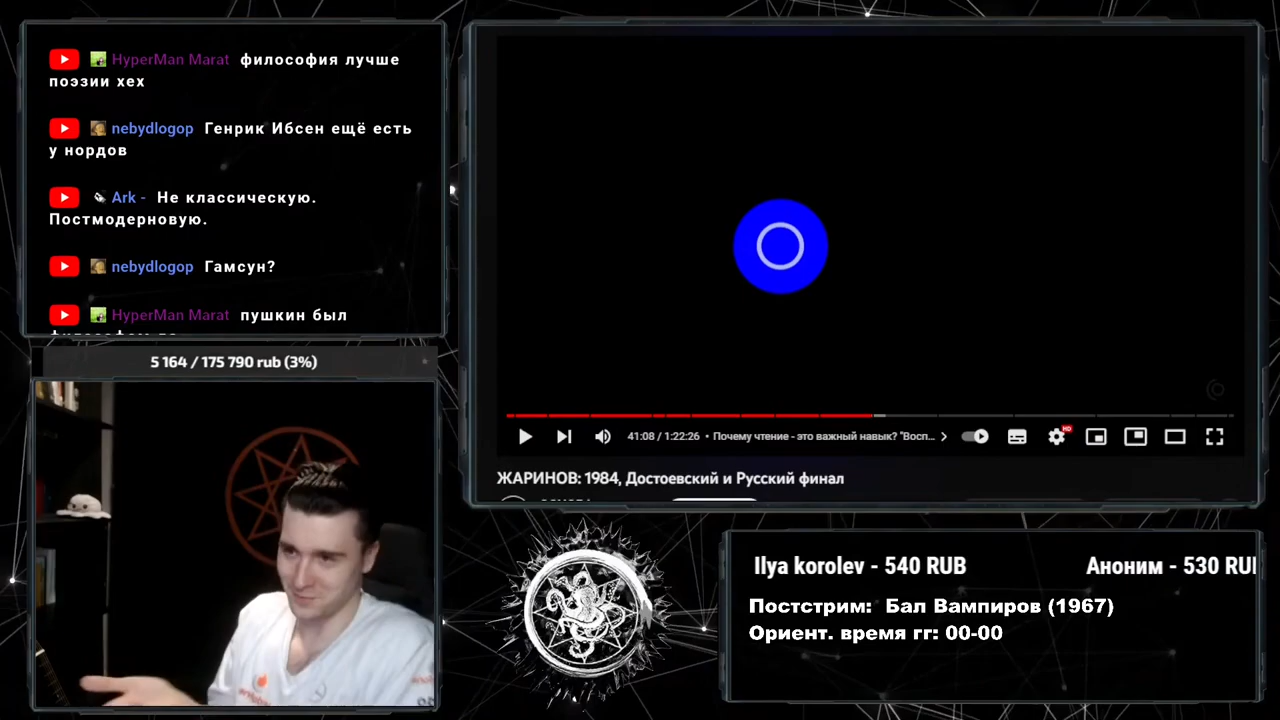 HyperMan Marat философия лучше
поэзии хех
nebydlogop Генрик Ибсен ещё есть
у нордов
Ark - Не классическую.
Постмодерновую.
nebydlogop Гамсун?
HyperMan Marat пушкин был
5 164 / 175 790 rub (3%)
41:08 / 1:22:26 • Почему чтение - это важный навык? "Восп...
HD
ЖАРИНОВ: 1984, Достоевский и Русский финал
Ilya korolev - 540 RUB
Аноним - 530 RU
Постстрим: Бал Вампиров (1967)
Ориент. время гг: 00-00